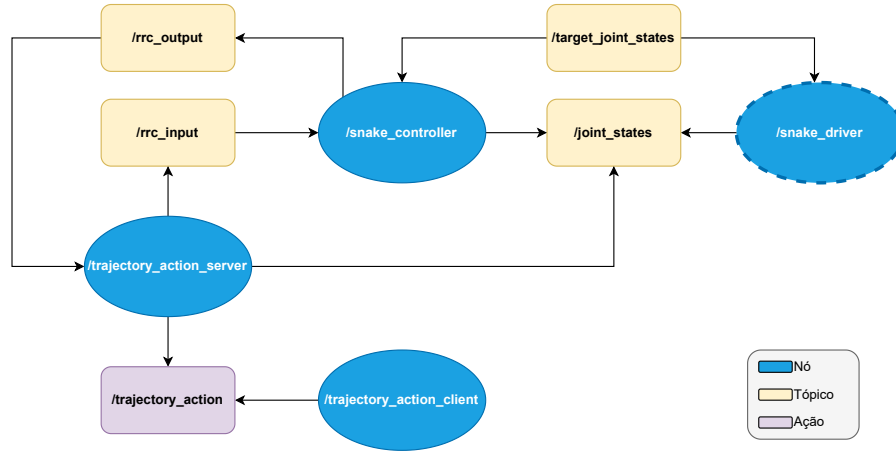 /rrc_output
/target_joint_states
/rrc_input
/snake_controller
/joint_states
/snake_driver
/trajectory_action_server
/trajectory_action
/trajectory_action_client
Nó
Tópico
Ação